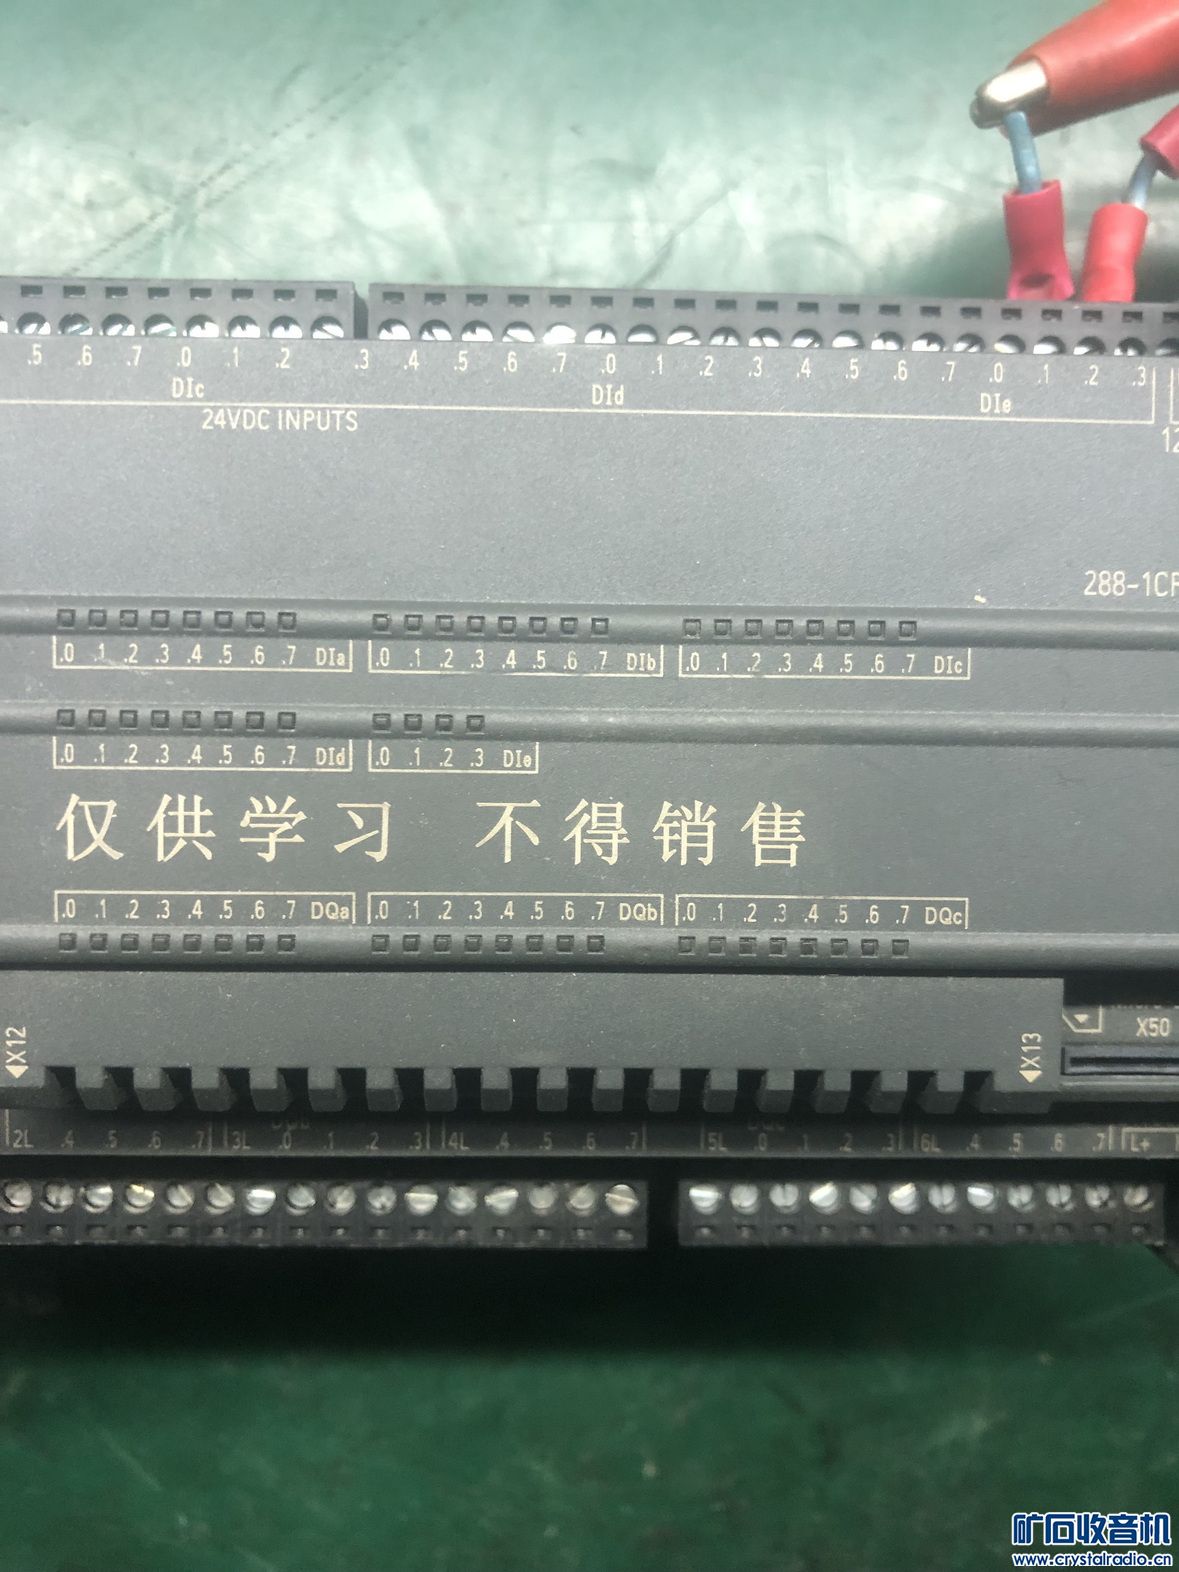 .5 .6 .7 .0 .1 .2 .3 .4 .5 .6 .7 .0 .1 .2 .3 .4 .5 .6 .7 .0 .1 .2 .3
DIc DId DIe
24VDC INPUTS
288-1C
.0 .1 .2 .3 .4 .5 .6 .7 DIa .0 .1 .2 .3 .4 .5 .6 .7 DIb .0 .1 .2 .3 .4 .5 .6 .7 DIc
.0 .1 .2 .3 .4 .5 .6 .7 DId .0 .1 .2 .3 DIe
仅供学习 不得销售
.0 .1 .2 .3 .4 .5 .6 .7 DQa .0 .1 .2 .3 .4 .5 .6 .7 DQb .0 .1 .2 .3 .4 .5 .6 .7 DQc
X12
X13
X50
2L .4 .5 .6 .7 3L .0 .1 .2 .3 4L .4 .5 .6 .7 5L .0 .1 .2 .3 6L .4 .5 .6 .7 L+
矿石收音机
www.crystalradio.cn